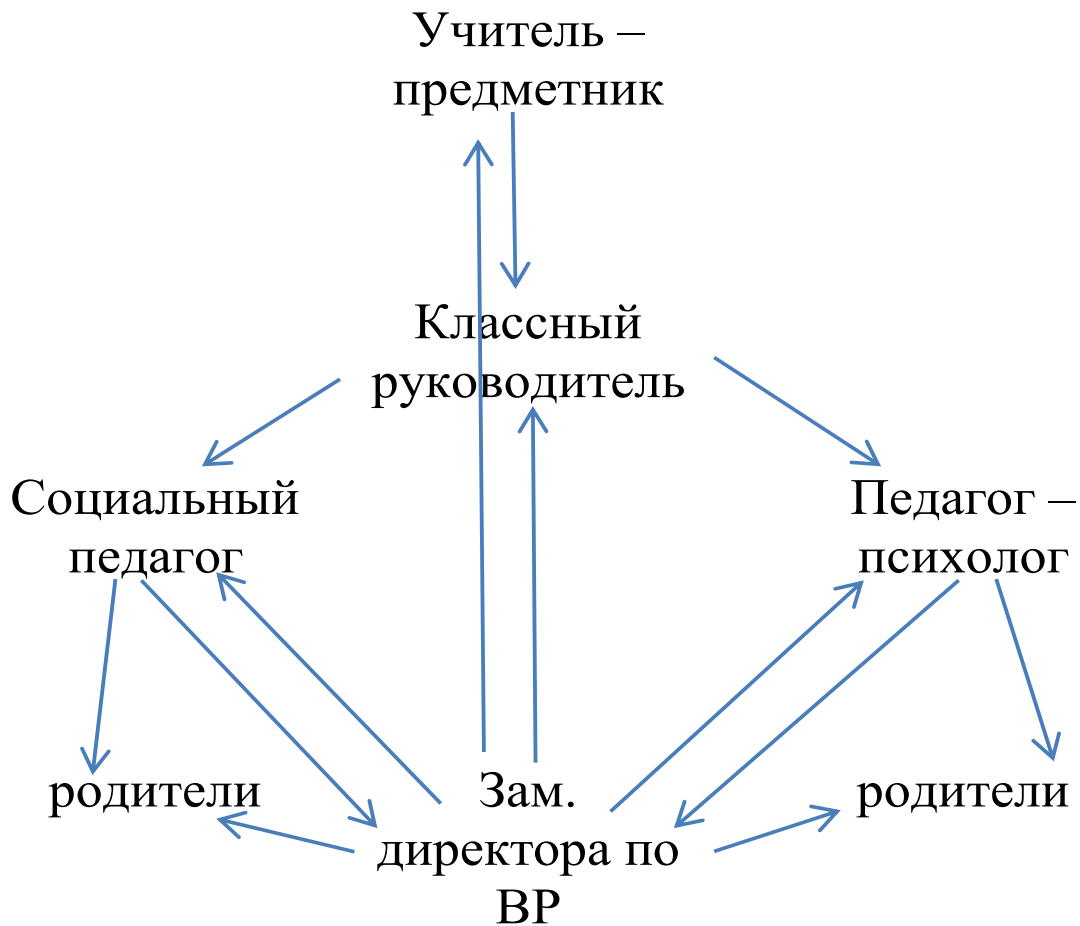 Учитель –
предметник
Классный
руководитель
Социальный
педагог
Педагог –
психолог
родители
Зам.
директора по
ВР
родители